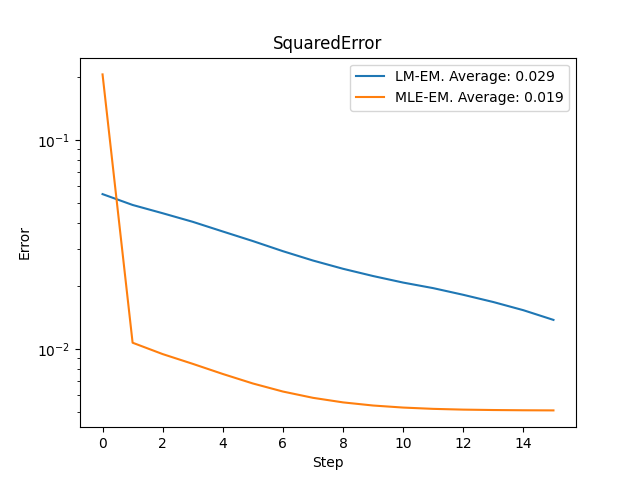 SquaredError
LM-EM. Average: 0.029
MLE-EM. Average: 0.019
10⁻¹
10⁻²
Error
0 2 4 6 8 10 12 14
Step